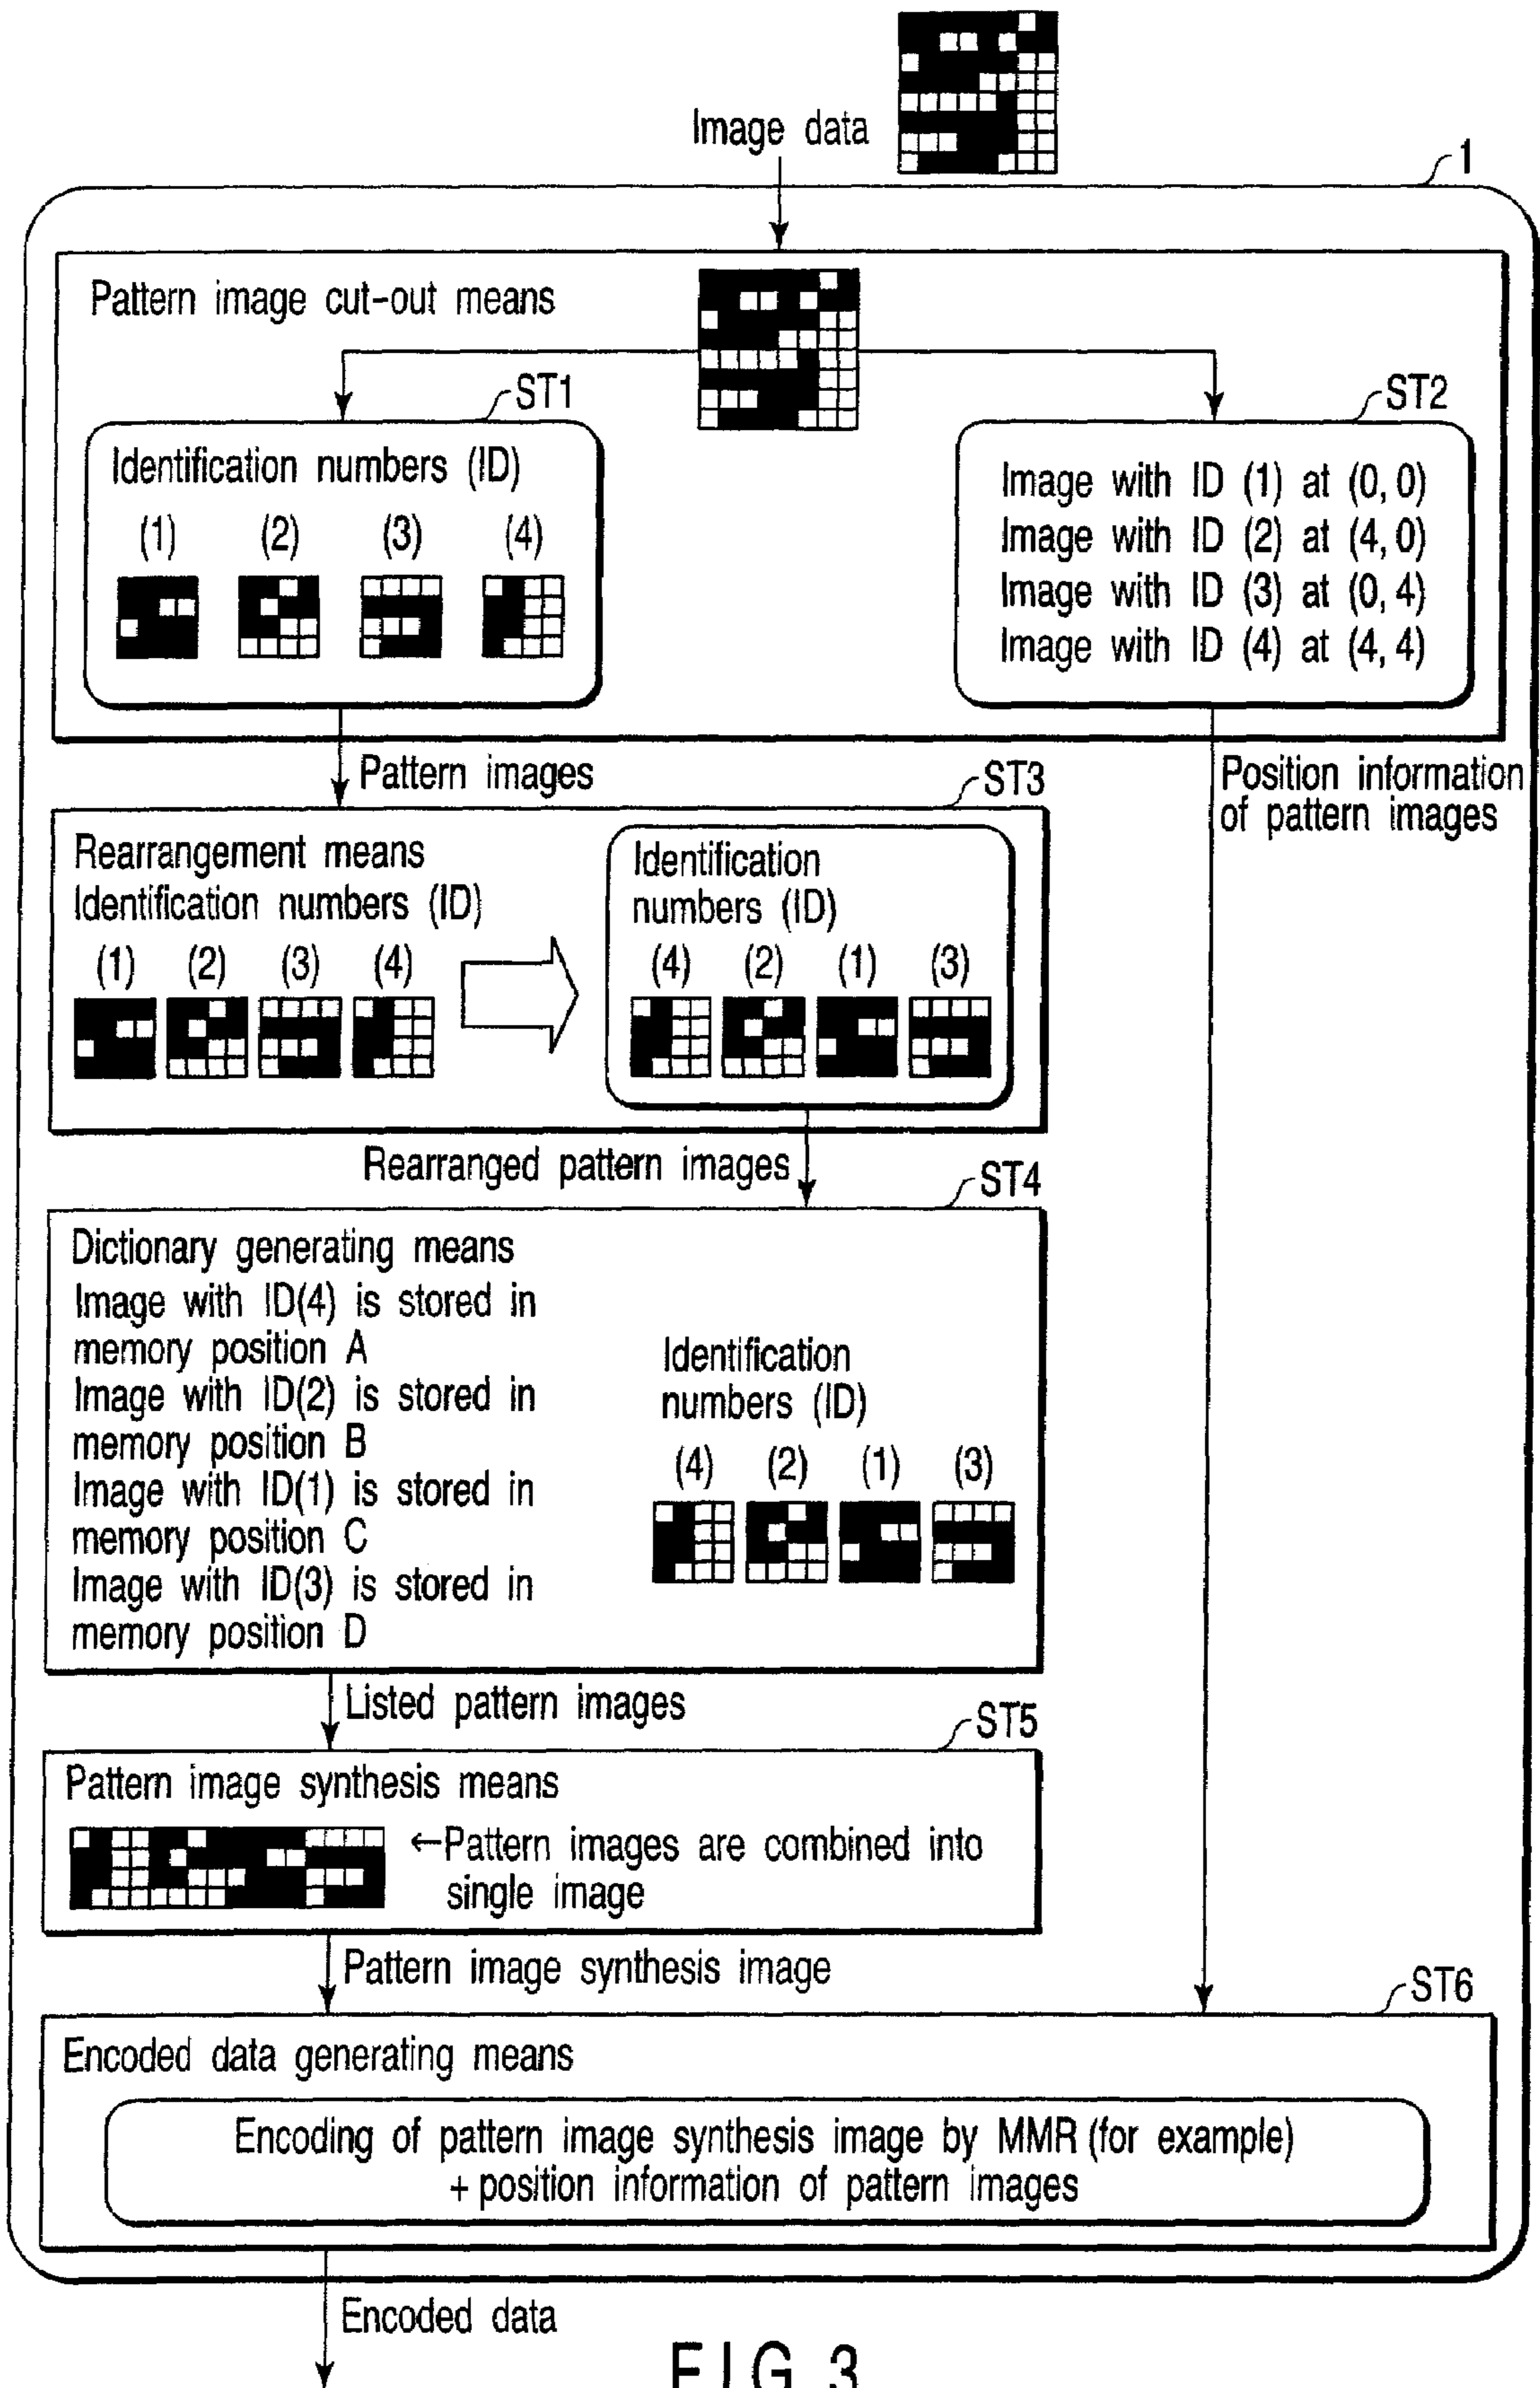 Image data
1
Pattern image cut-out means
ST1
ST2
Identification numbers (ID)
(1) (2) (3) (4)
Image with ID (1) at (0, 0)
Image with ID (2) at (4, 0)
Image with ID (3) at (0, 4)
Image with ID (4) at (4, 4)
Pattern images
ST3
Position information
of pattern images
Rearrangement means
Identification numbers (ID)
(1) (2) (3) (4)
Identification
numbers (ID)
(4) (2) (1) (3)
Rearranged pattern images
ST4
Dictionary generating means
Image with ID(4) is stored in
memory position A
Image with ID(2) is stored in
memory position B
Image with ID(1) is stored in
memory position C
Image with ID(3) is stored in
memory position D
Identification
numbers (ID)
(4) (2) (1) (3)
Listed pattern images
ST5
Pattern image synthesis means
←Pattern images are combined into
single image
Pattern image synthesis image
ST6
Encoded data generating means
Encoding of pattern image synthesis image by MMR (for example)
+ position information of pattern images
Encoded data
FIG. 3